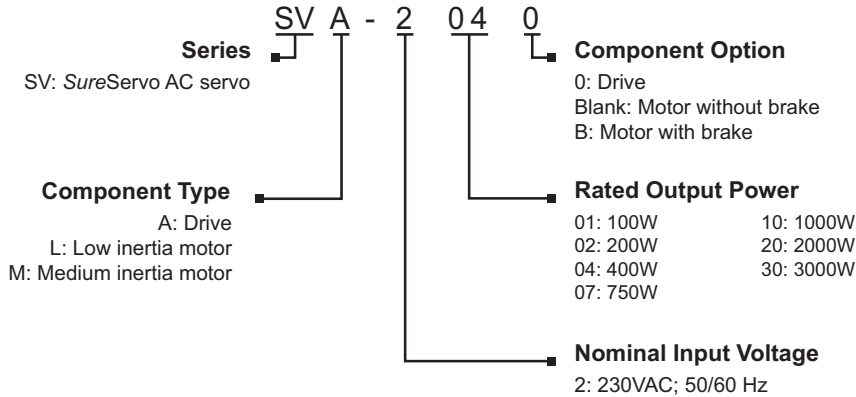 SV A - 2 04 0
Series
SV: SureServo AC servo
Component Option
0: Drive
Blank: Motor without brake
B: Motor with brake
Component Type
A: Drive
L: Low inertia motor
M: Medium inertia motor
Rated Output Power
01: 100W 10: 1000W
02: 200W 20: 2000W
04: 400W 30: 3000W
07: 750W
Nominal Input Voltage
2: 230VAC; 50/60 Hz